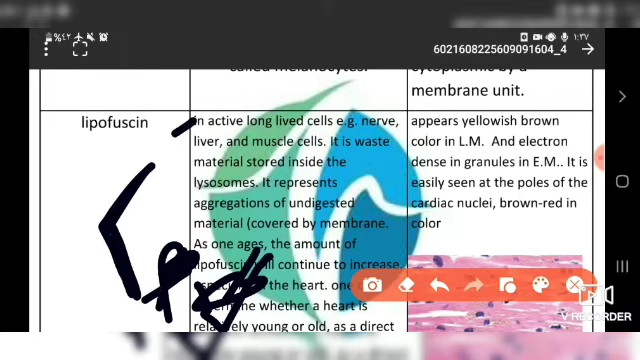 %٤٢ ١:٣٧
6021608225609091604_4
called melanocytes.
cytoplasmic by a
membrane unit.
lipofuscin
in active long lived cells e.g. nerve,
liver, and muscle cells. It is waste
material stored inside the
lysosomes. It represents
aggregations of undigested
material (covered by membrane.
As one ages, the amount of
lipofuscin will continue to increase,
the heart. one
whether a heart is
relatively young or old, as a direct
appears yellowish brown
color in L.M. And electron
dense in granules in E.M.. It is
easily seen at the poles of the
cardiac nuclei, brown-red in
color
V RECORDER